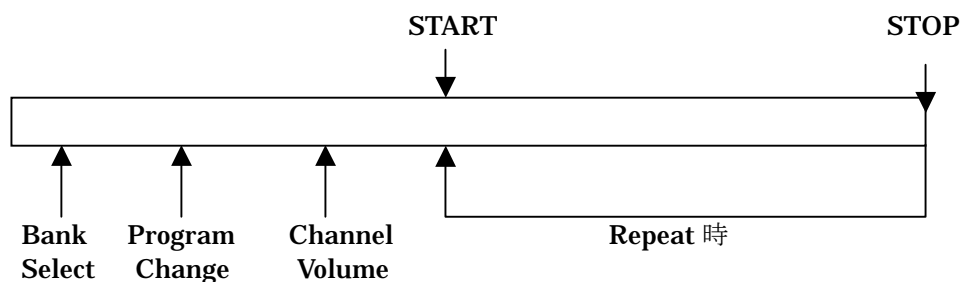 START
STOP
Bank
Select
Program
Change
Channel
Volume
Repeat 時